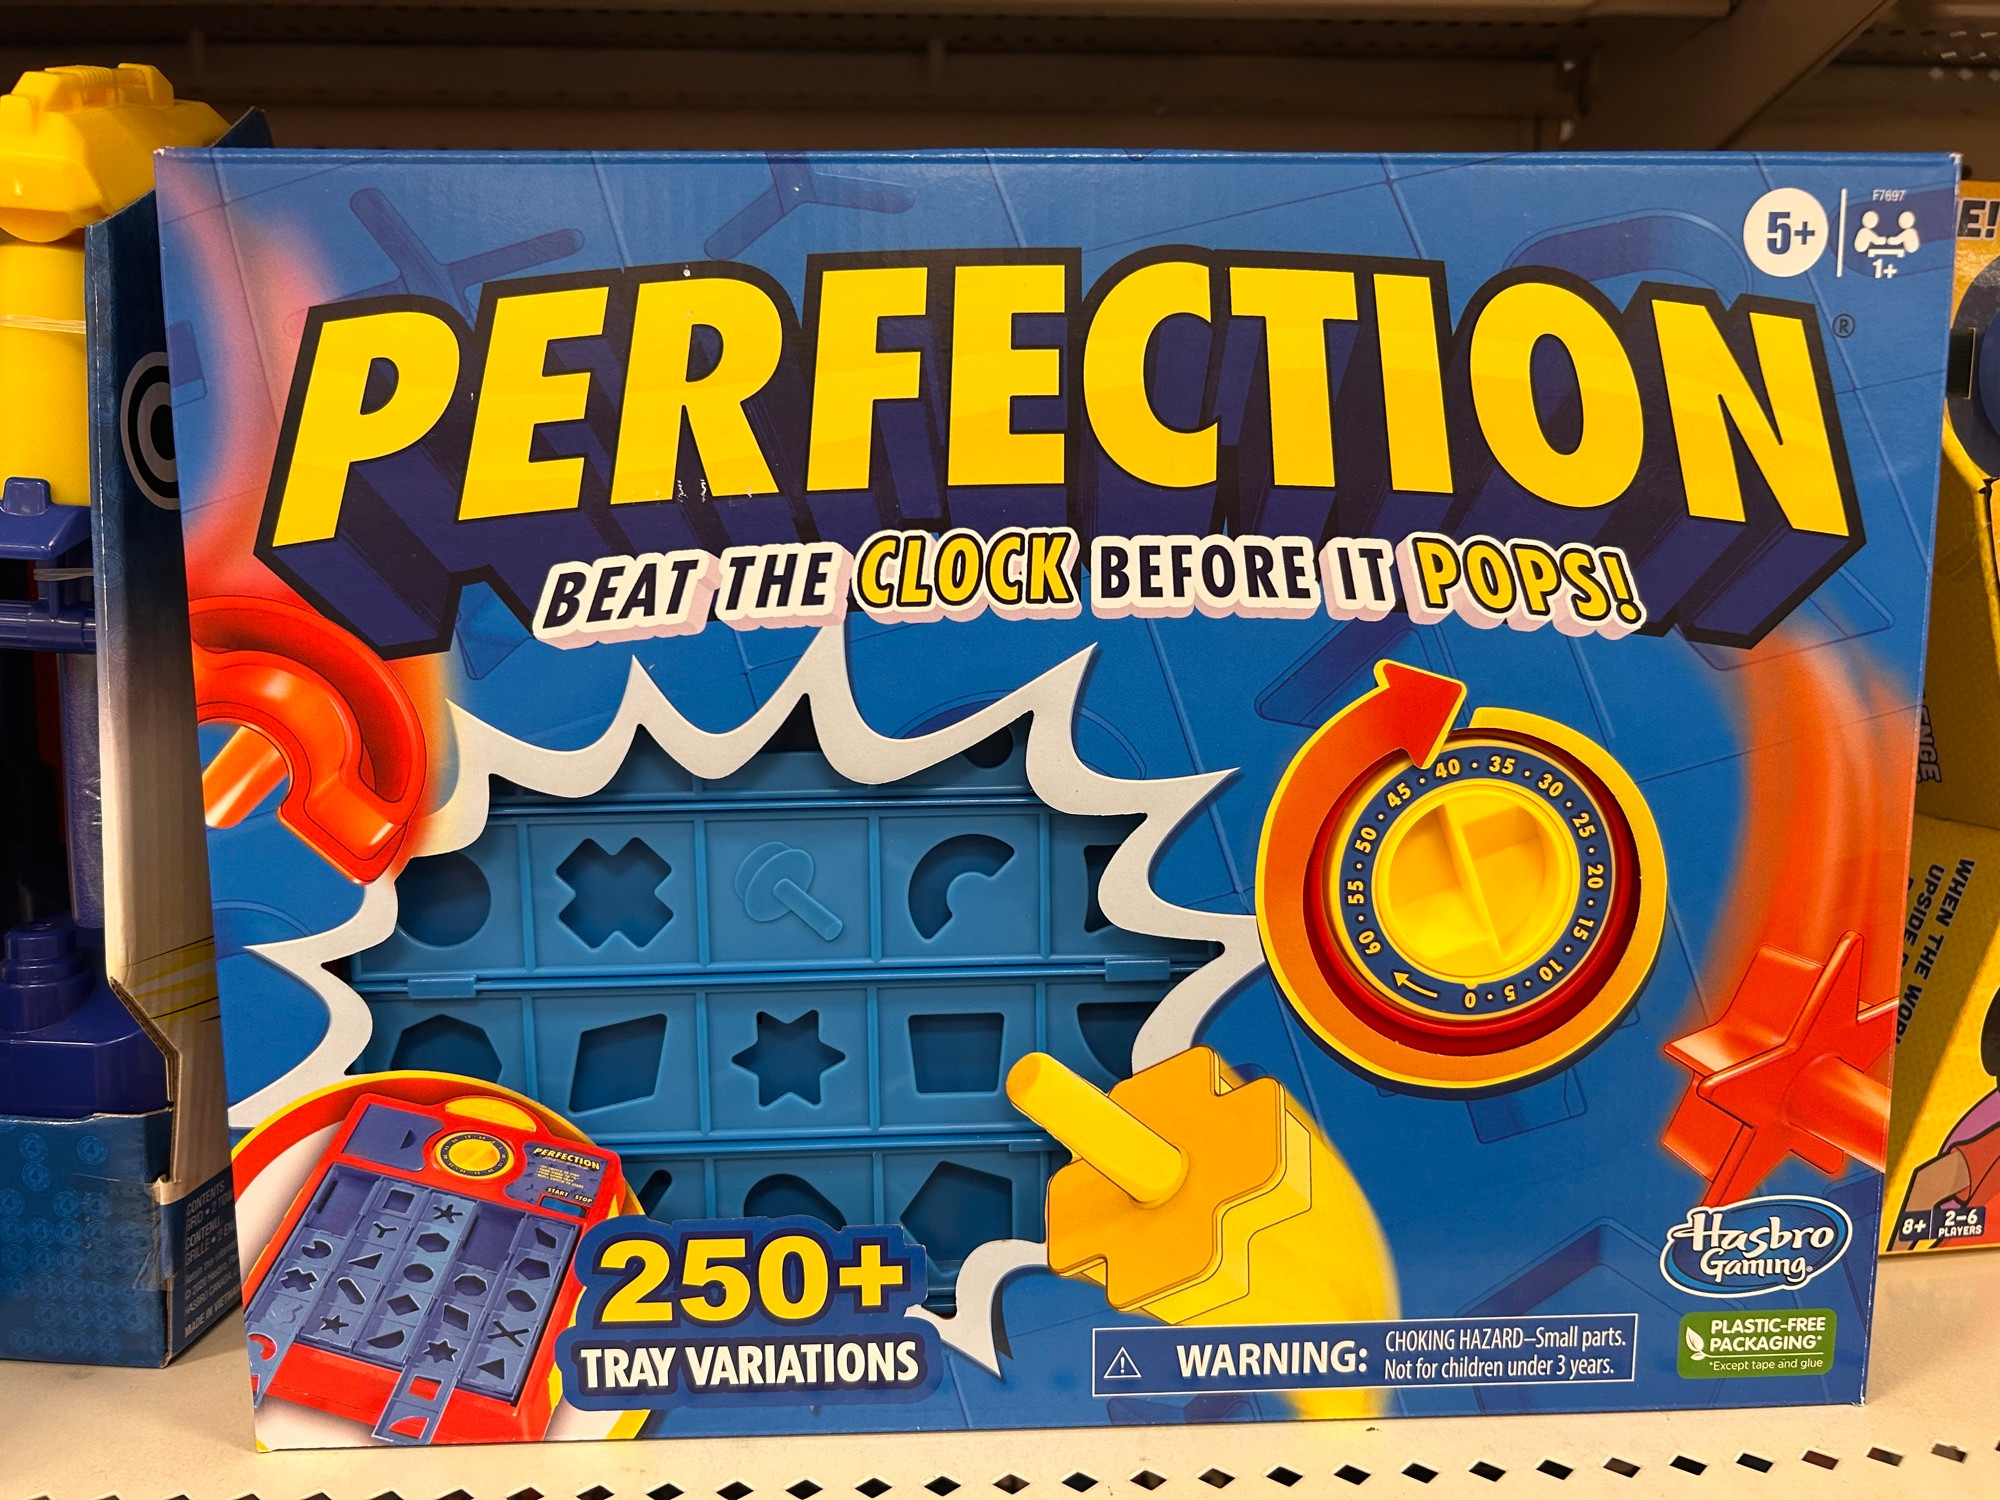 F7697
5+
1+
PERFECTION®
BEAT THE CLOCK BEFORE IT POPS!
60 · 55 · 50 · 45 · 40 · 35 · 30 · 25 · 20 · 15 · 10 · 5 · 0
PERFECTION
START STOP
250+
TRAY VARIATIONS
WARNING:
CHOKING HAZARD–Small parts.
Not for children under 3 years.
Hasbro
Gaming®
PLASTIC-FREE
PACKAGING*
*Except tape and glue
CONTENTS
MADE IN VIETNAM
E!
WHEN THE
UPSIDE
8+
2–6
PLAYERS